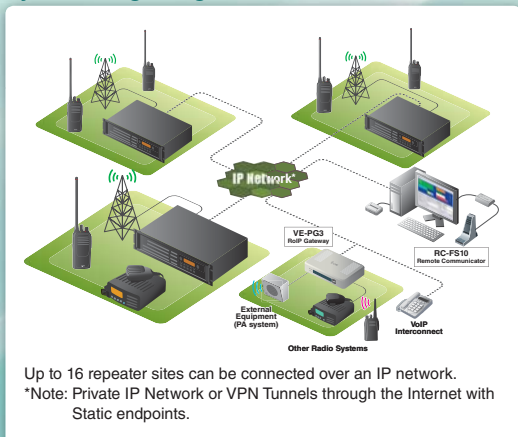 IP Network*
VE-PG3
RoIP Gateway
RC-FS10
Remote Communicator
External
Equipment
(PA system)
VoIP
Interconnect
Other Radio Systems
Up to 16 repeater sites can be connected over an IP network.
*Note: Private IP Network or VPN Tunnels through the Internet with
Static endpoints.